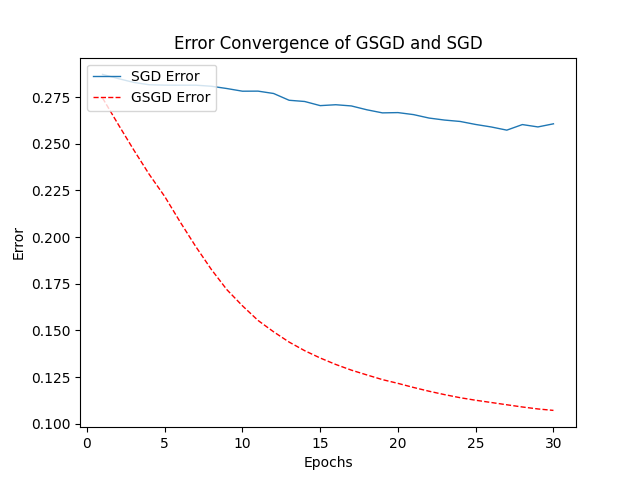 Error Convergence of GSGD and SGD
SGD Error
GSGD Error
0.275
0.250
0.225
0.200
0.175
0.150
0.125
0.100
Error
0 5 10 15 20 25 30
Epochs